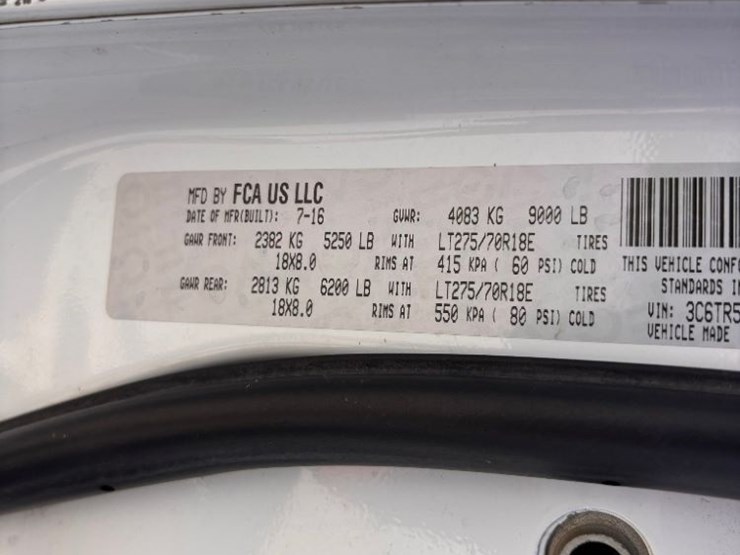 MFD BY FCA US LLC
DATE OF MFR(BUILT): 7-16 GVWR: 4083 KG 9000 LB
GAWR FRONT: 2382 KG 5250 LB WITH LT275/70R18E TIRES
18X8.0 RIMS AT 415 KPA ( 60 PSI) COLD
GAWR REAR: 2813 KG 6200 LB WITH LT275/70R18E TIRES
18X8.0 RIMS AT 550 KPA ( 80 PSI) COLD
THIS VEHICLE CONF
STANDARDS I
VIN: 3C6TR5
VEHICLE MADE